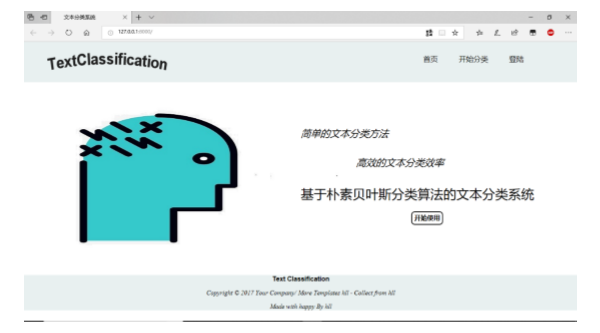 文本分类系统
127.0.0.1
TextClassification
首页 开始分类 登陆
简单的文本分类方法
高效的文本分类效率
基于朴素贝叶斯分类算法的文本分类系统
开始使用
Text Classification
Copyright © 2017 Your Company/ More Templates hll - Collect from hll
Made with happy By hll